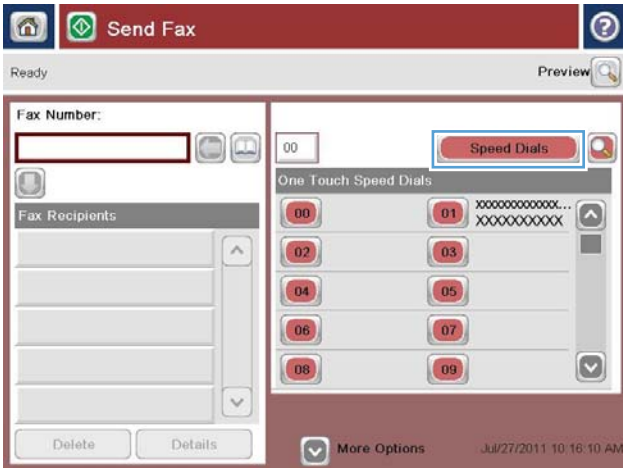 Send Fax
Ready
Preview
Fax Number:
00
Speed Dials
One Touch Speed Dials
Fax Recipients
00
01 XXXXXXXXXXXXX...
XXXXXXXXXX
02
03
04
05
06
07
08
09
Delete
Details
More Options
Jul/27/2011 10:16:10 AM